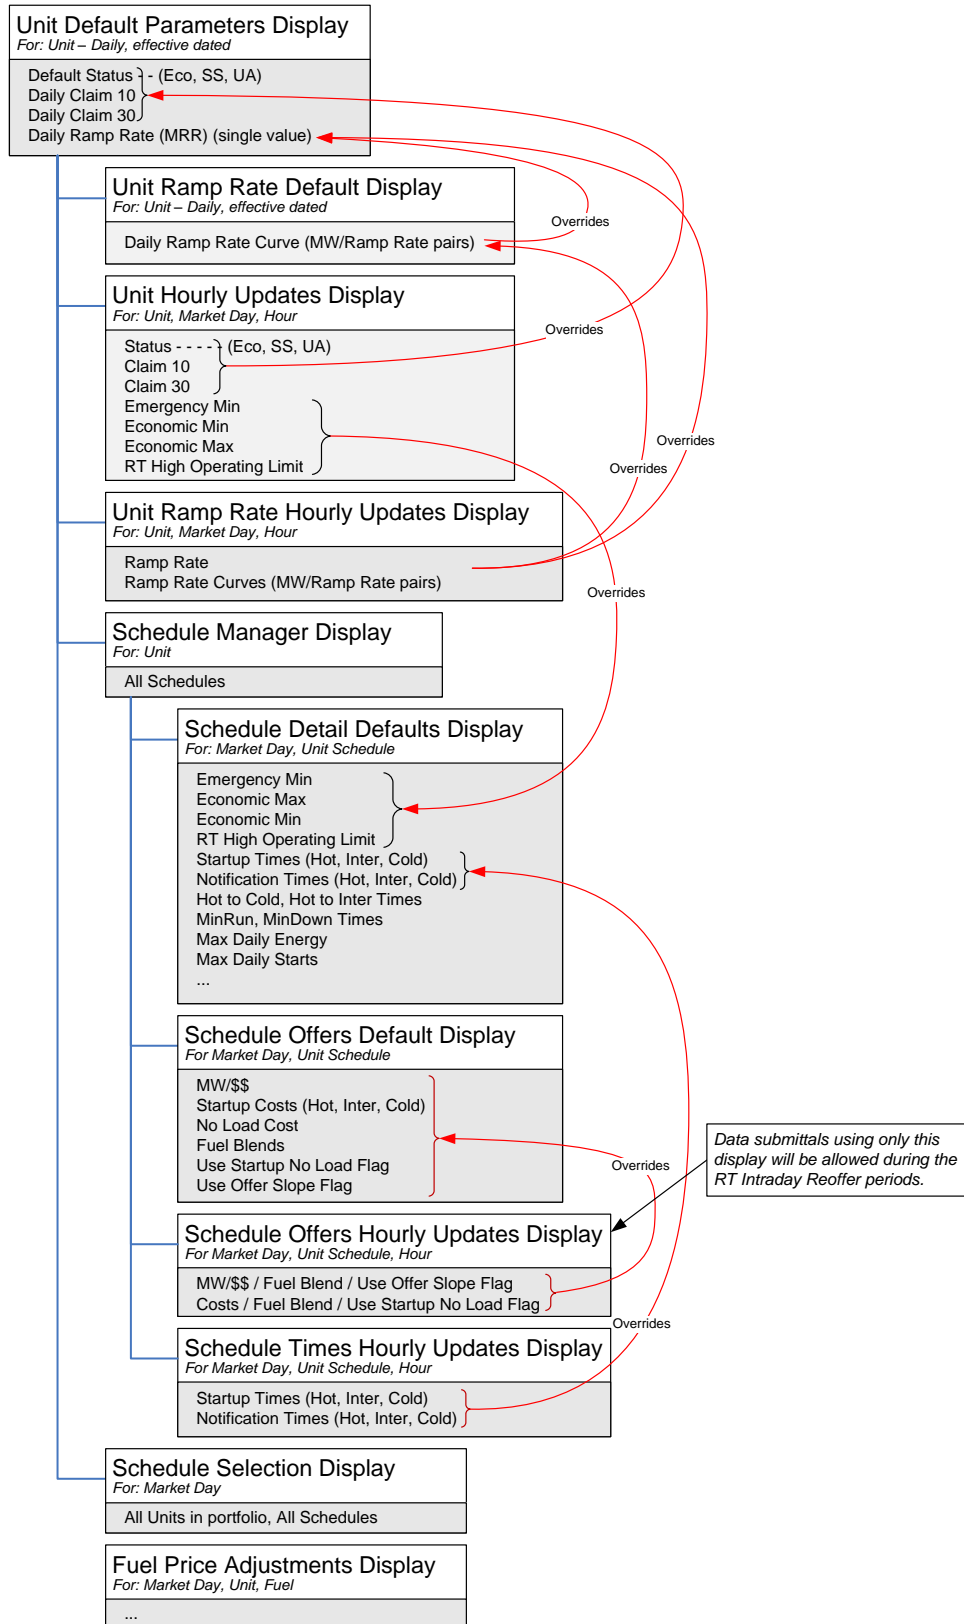 Unit Default Parameters Display
For: Unit – Daily, effective dated
Default Status - - (Eco, SS, UA)
Daily Claim 10
Daily Claim 30
Daily Ramp Rate (MRR) (single value)
Unit Ramp Rate Default Display
For: Unit – Daily, effective dated
Overrides
Daily Ramp Rate Curve (MW/Ramp Rate pairs)
Unit Hourly Updates Display
For: Unit, Market Day, Hour
Overrides
Status - - - - - (Eco, SS, UA)
Claim 10
Claim 30
Emergency Min
Economic Min
Economic Max
RT High Operating Limit
Overrides
Overrides
Unit Ramp Rate Hourly Updates Display
For: Unit, Market Day, Hour
Ramp Rate
Ramp Rate Curves (MW/Ramp Rate pairs)
Overrides
Schedule Manager Display
For: Unit
All Schedules
Schedule Detail Defaults Display
For: Market Day, Unit Schedule
Emergency Min
Economic Max
Economic Min
RT High Operating Limit
Startup Times (Hot, Inter, Cold)
Notification Times (Hot, Inter, Cold)
Hot to Cold, Hot to Inter Times
MinRun, MinDown Times
Max Daily Energy
Max Daily Starts
...
Schedule Offers Default Display
For Market Day, Unit Schedule
MW/$$
Startup Costs (Hot, Inter, Cold)
No Load Cost
Fuel Blends
Use Startup No Load Flag
Use Offer Slope Flag
Overrides
Data submittals using only this
display will be allowed during the
RT Intraday Reoffer periods.
Schedule Offers Hourly Updates Display
For Market Day, Unit Schedule, Hour
MW/$$ / Fuel Blend / Use Offer Slope Flag
Costs / Fuel Blend / Use Startup No Load Flag
Overrides
Schedule Times Hourly Updates Display
For Market Day, Unit Schedule, Hour
Startup Times (Hot, Inter, Cold)
Notification Times (Hot, Inter, Cold)
Schedule Selection Display
For: Market Day
All Units in portfolio, All Schedules
Fuel Price Adjustments Display
For: Market Day, Unit, Fuel
...